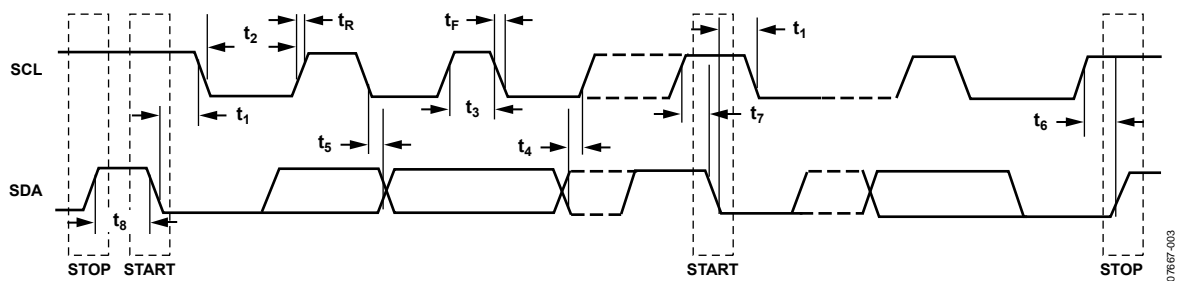 t2
tR
tF
t1
SCL
t1
t3
t7
t6
t5
t4
SDA
t8
STOP
START
START
STOP
07667-003